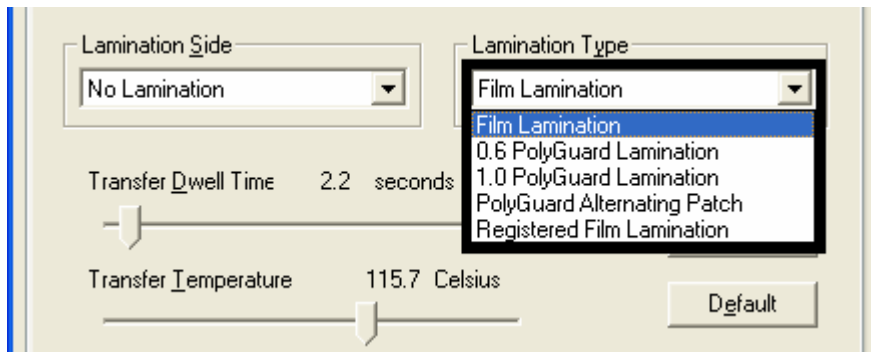 Lamination Side
Lamination Type
No Lamination
Film Lamination
Film Lamination
0.6 PolyGuard Lamination
1.0 PolyGuard Lamination
PolyGuard Alternating Patch
Registered Film Lamination
Transfer Dwell Time 2.2 seconds
Transfer Temperature 115.7 Celsius
Default